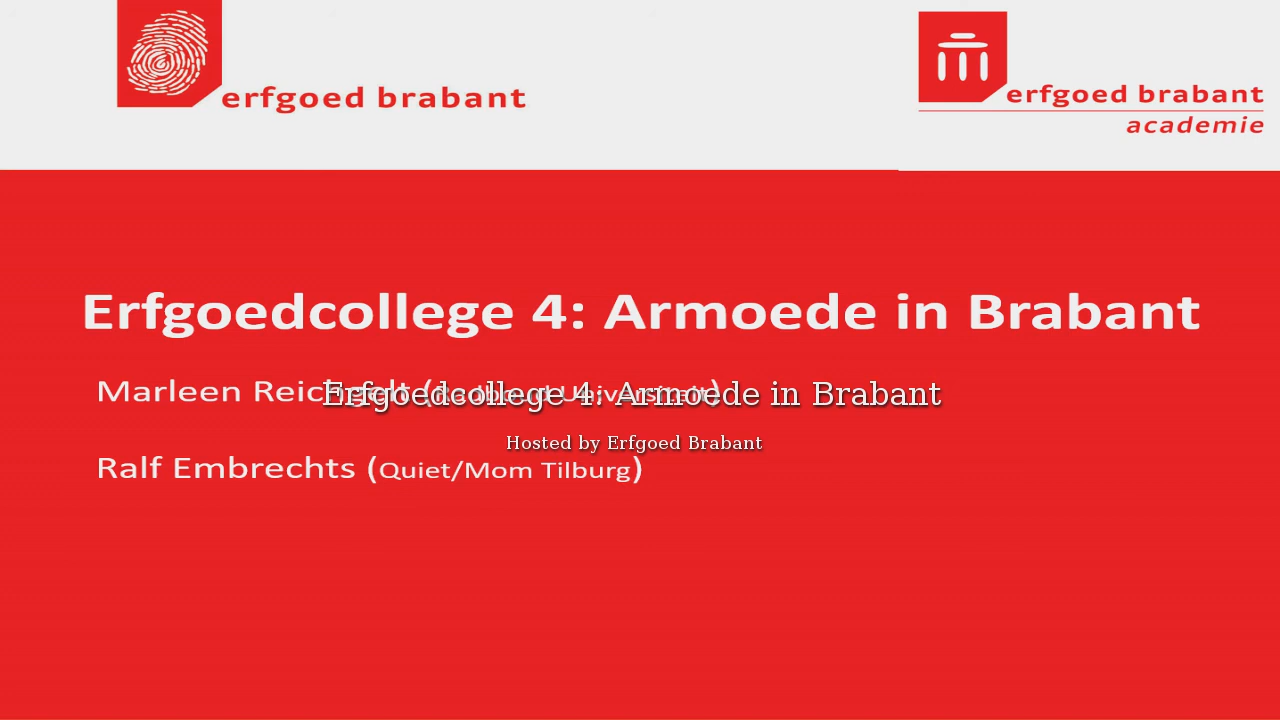 erfgoed brabant
erfgoed brabant
academie
Erfgoedcollege 4: Armoede in Brabant
Marleen
Erfgoedcollege 4: Armoede in Brabant
Hosted by Erfgoed Brabant
Ralf Embrechts (Quiet/Mom Tilburg)